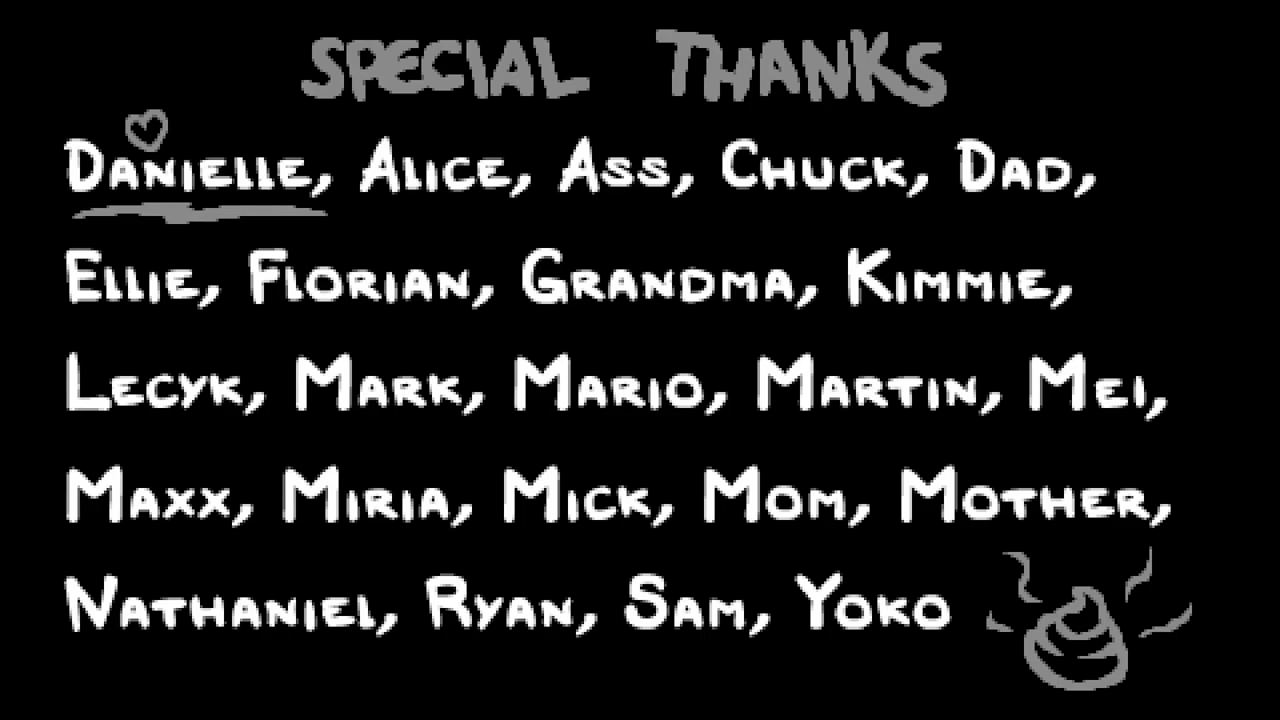 SPECIAL THANKS
DANIELLE, ALICE, ASS, CHUCK, DAD,
ELLIE, FLORIAN, GRANDMA, KIMMIE,
LECYK, MARK, MARIO, MARTIN, MEI,
MAXX, MIRIA, MICK, MOM, MOTHER,
NATHANIEL, RYAN, SAM, YOKO